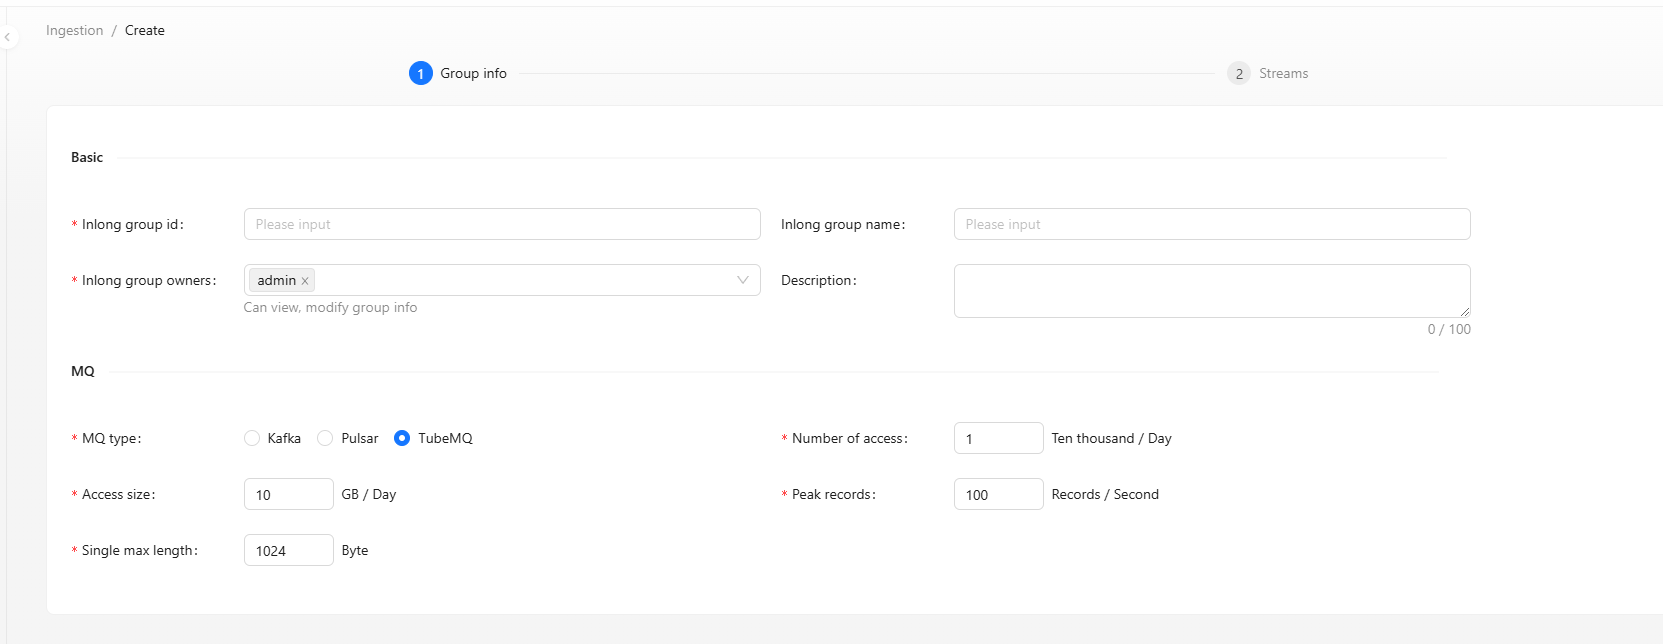 Ingestion / Create
1 Group info
2 Streams
Basic
* Inlong group id: Please input
Inlong group name: Please input
* Inlong group owners: admin ×
Can view, modify group info
Description:
0 / 100
MQ
* MQ type: Kafka Pulsar TubeMQ
* Number of access: 1 Ten thousand / Day
* Access size: 10 GB / Day
* Peak records: 100 Records / Second
* Single max length: 1024 Byte